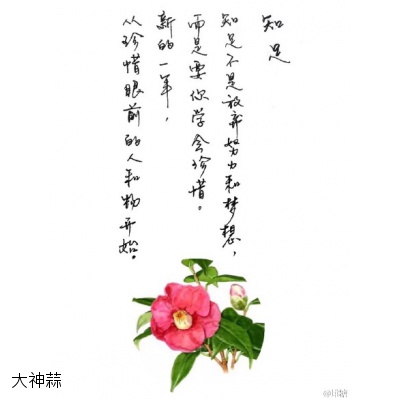 知足
知足不是放弃努力和梦想，
而是要你学会珍惜。
新的一年，
从珍惜眼前的人和物开始。
大神蒜